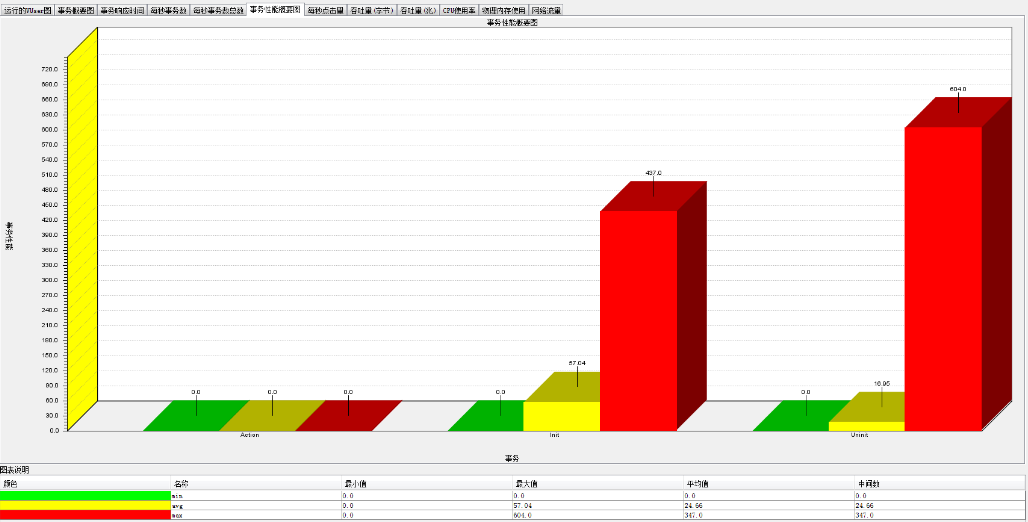 运行的VUser图 事务概要图 事务响应时间 每秒事务数 每秒事务数总数 事务性能概要图 每秒点击量 吞吐量(字节) 吞吐量(兆) CPU使用率 物理内存使用 网络流量
事务性能概要图
720.0
690.0
660.0
630.0
600.0
570.0
540.0
510.0
480.0
450.0
420.0
390.0
360.0
330.0
300.0
270.0
240.0
210.0
180.0
150.0
120.0
90.0
60.0
30.0
0.0
事务性能
0.0 0.0 0.0 0.0 57.04 437.0 0.0 16.95 604.0
Action Init Uninit
事务
图表说明
颜色 名称 最小值 最大值 平均值 中间数
min 0.0 0.0 0.0 0.0
avg 0.0 57.04 24.66 24.66
max 0.0 604.0 347.0 347.0